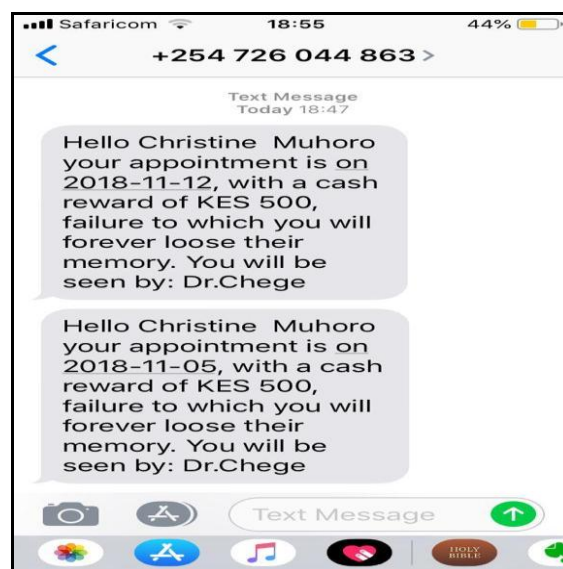 Safaricom 18:55 44%
+254 726 044 863 >
Text Message
Today 18:47
Hello Christine Muhoro
your appointment is on
2018-11-12, with a cash
reward of KES 500,
failure to which you will
forever loose their
memory. You will be
seen by: Dr.Chege
Hello Christine Muhoro
your appointment is on
2018-11-05, with a cash
reward of KES 500,
failure to which you will
forever loose their
memory. You will be
seen by: Dr.Chege
Text Message
HOLY
BIBLE